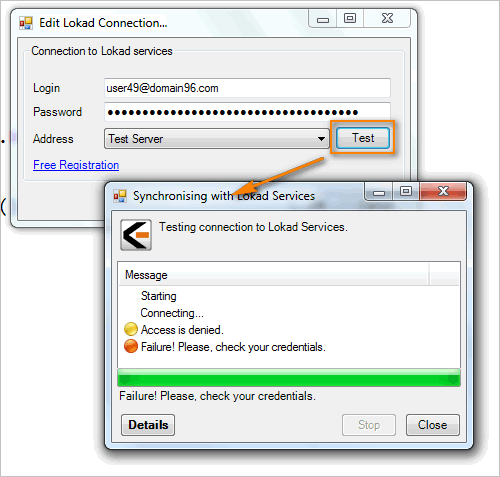 Edit Lokad Connection...
Connection to Lokad services
Login user49@domain96.com
Password ●●●●●●●●●●●●●●●●●●●●●●●●●●●●●●●●●●●●
Address Test Server Test
Free Registration
Synchronising with Lokad Services
Testing connection to Lokad Services.
Message
Starting
Connecting...
Access is denied.
Failure! Please, check your credentials.
Failure! Please, check your credentials.
Details Stop Close